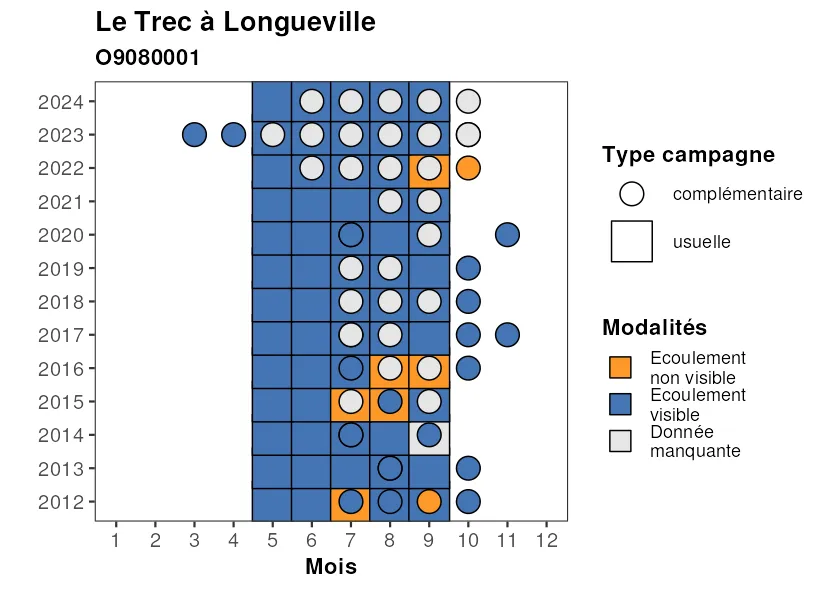 Le Trec à Longueville
O9080001
2024
2023
2022
2021
2020
2019
2018
2017
2016
2015
2014
2013
2012
1 2 3 4 5 6 7 8 9 10 11 12
Mois
Type campagne
complémentaire
usuelle
Modalités
Ecoulement
non visible
Ecoulement
visible
Donnée
manquante